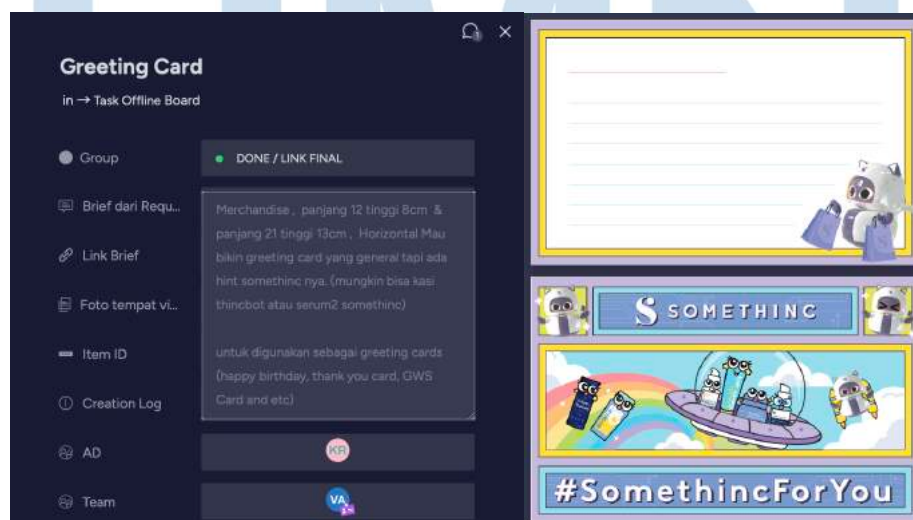 Greeting Card
in → Task Offline Board
Group
DONE / LINK FINAL
Brief dari Requ...
Merchandise , panjang 12 tinggi 8cm &
panjang 21 tinggi 13cm , Horizontal Mau
bikin greeting card yang general tapi ada
hint somethinc nya. (mungkin bisa kasi
thincbot atau serum2 somethinc)
untuk digunakan sebagai greeting cards
(happy birthday, thank you card, GWS
Card and etc)
Link Brief
Foto tempat vi...
Item ID
Creation Log
AD
KR
Team
VA
S SOMETHINC
#SomethincForYou